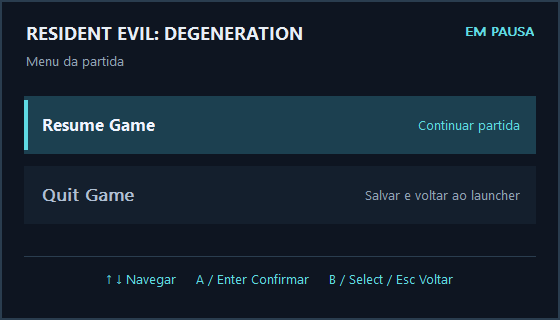 RESIDENT EVIL: DEGENERATION
EM PAUSA
Menu da partida
Resume Game
Continuar partida
Quit Game
Salvar e voltar ao launcher
↑↓ Navegar A / Enter Confirmar B / Select / Esc Voltar